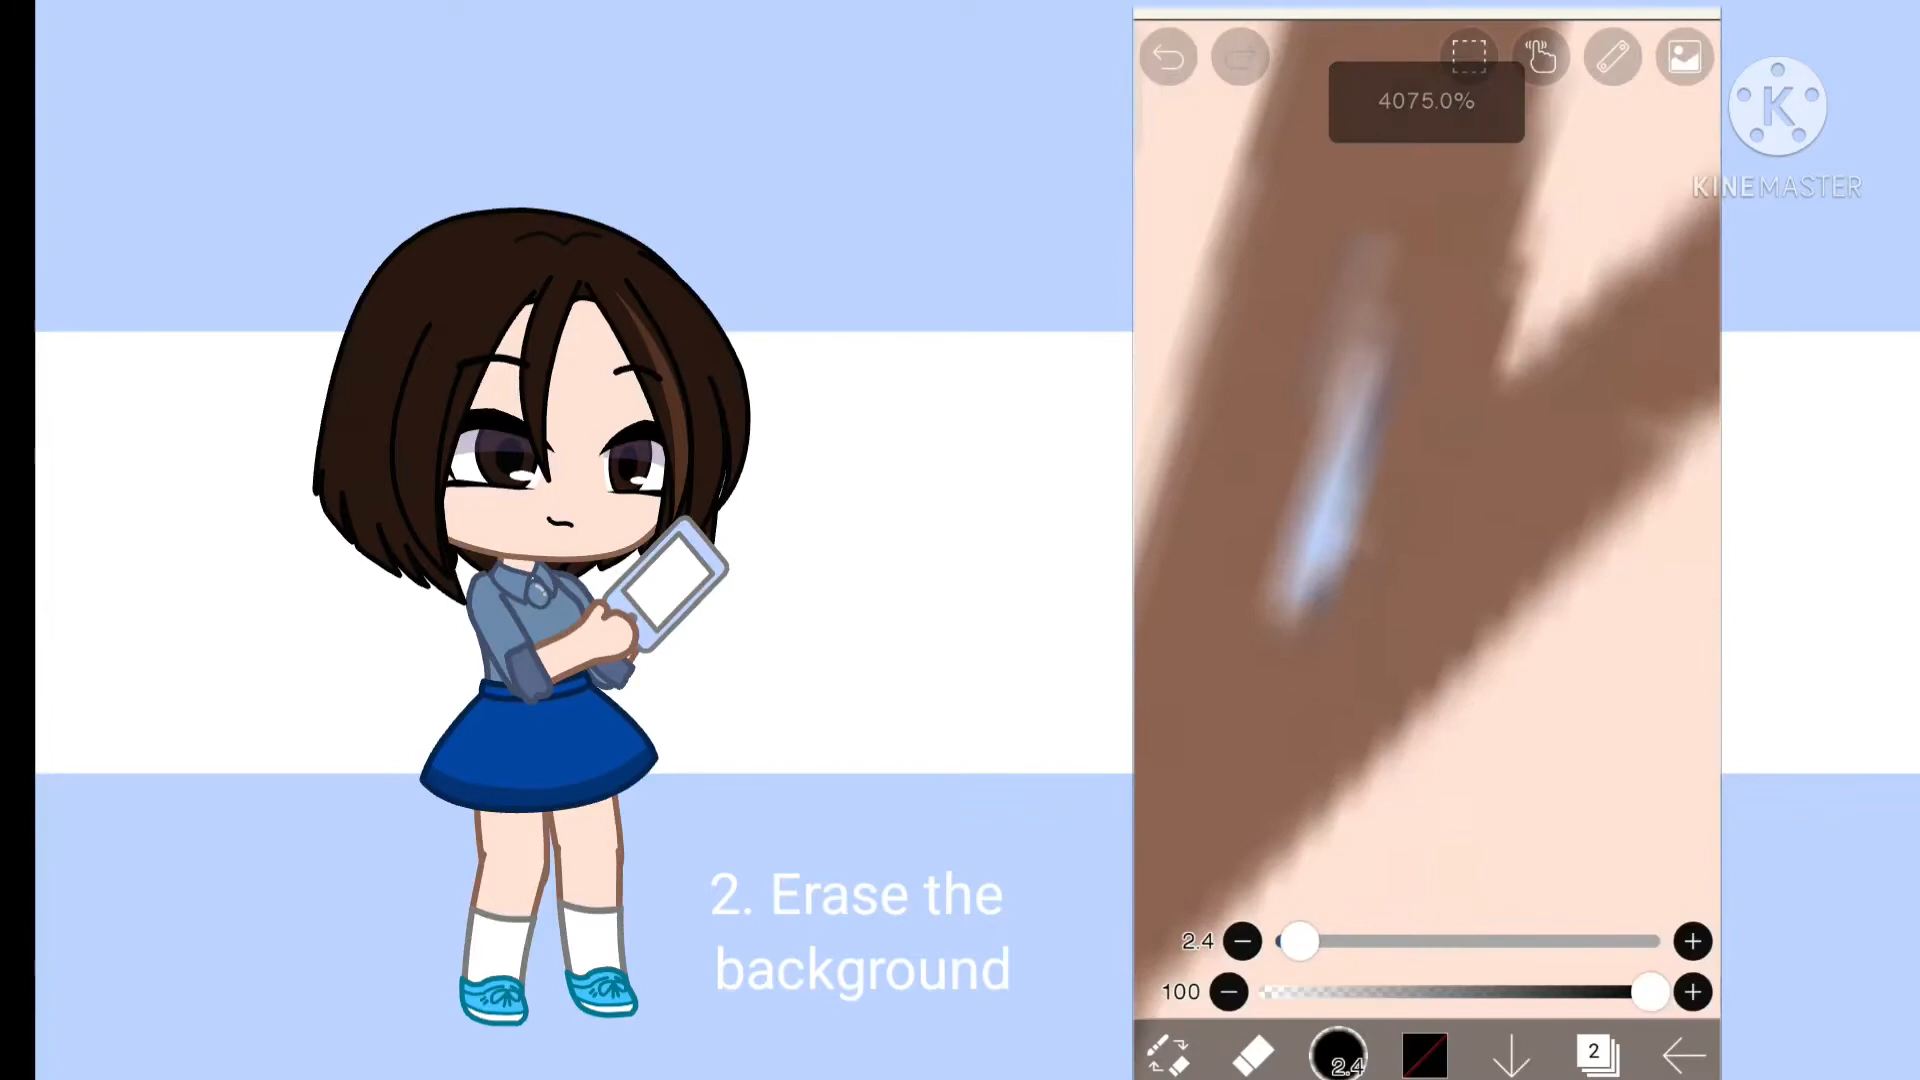 4075.0%
K
KINEMASTER
2. Erase the
background
2.4
100
2.4
2